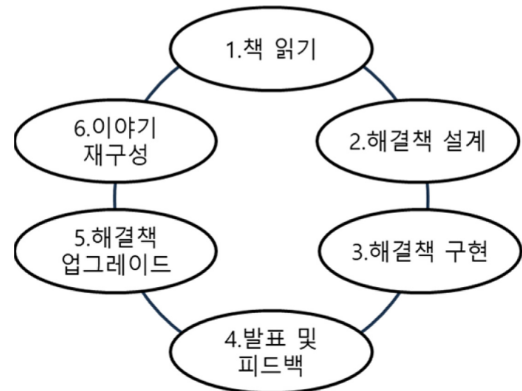 1.책 읽기
2.해결책 설계
3.해결책 구현
4.발표 및
피드백
5.해결책
업그레이드
6.이야기
재구성